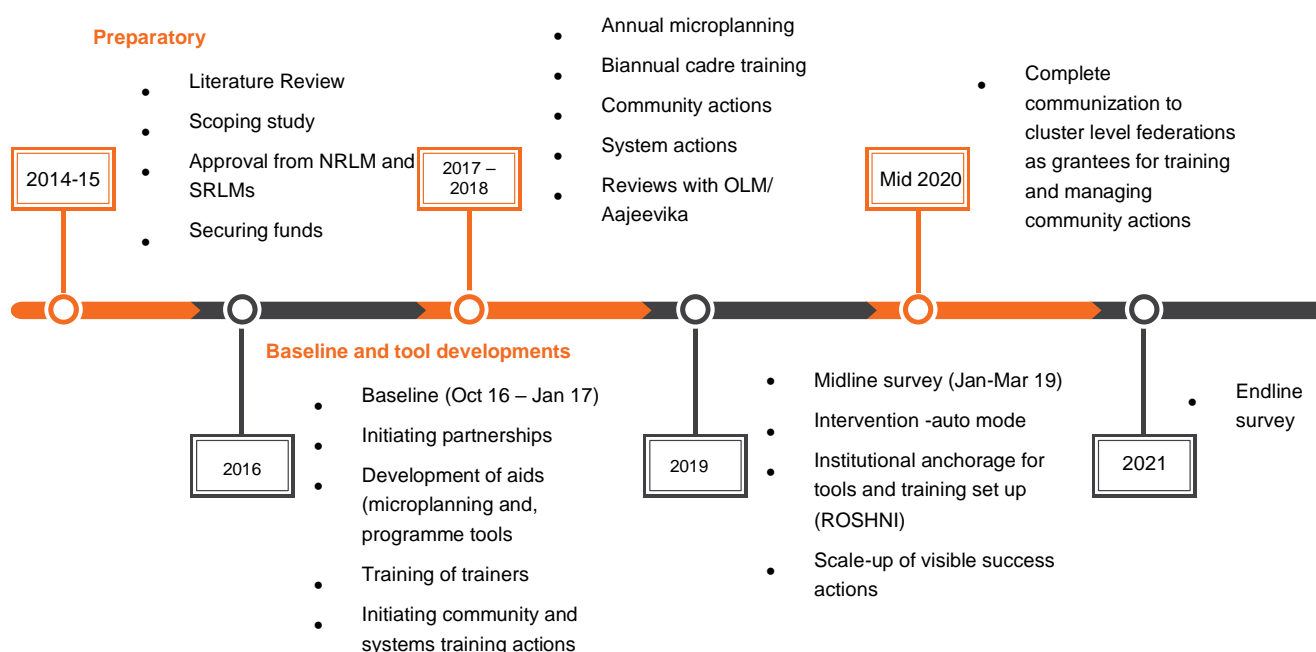 Preparatory
• Literature Review
• Scoping study
• Approval from NRLM and
SRLMs
• Securing funds
2014-15
• Annual microplanning
• Biannual cadre training
• Community actions
• System actions
• Reviews with OLM/
Aajeevika
2017 –
2018
• Complete
communization to
cluster level federations
as grantees for training
and managing
community actions
Mid 2020
Baseline and tool developments
• Baseline (Oct 16 – Jan 17)
• Initiating partnerships
• Development of aids
(microplanning and,
programme tools
• Training of trainers
• Initiating community and
systems training actions
2016
• Midline survey (Jan-Mar 19)
• Intervention -auto mode
• Institutional anchorage for
tools and training set up
(ROSHNI)
• Scale-up of visible success
actions
2019
• Endline
survey
2021